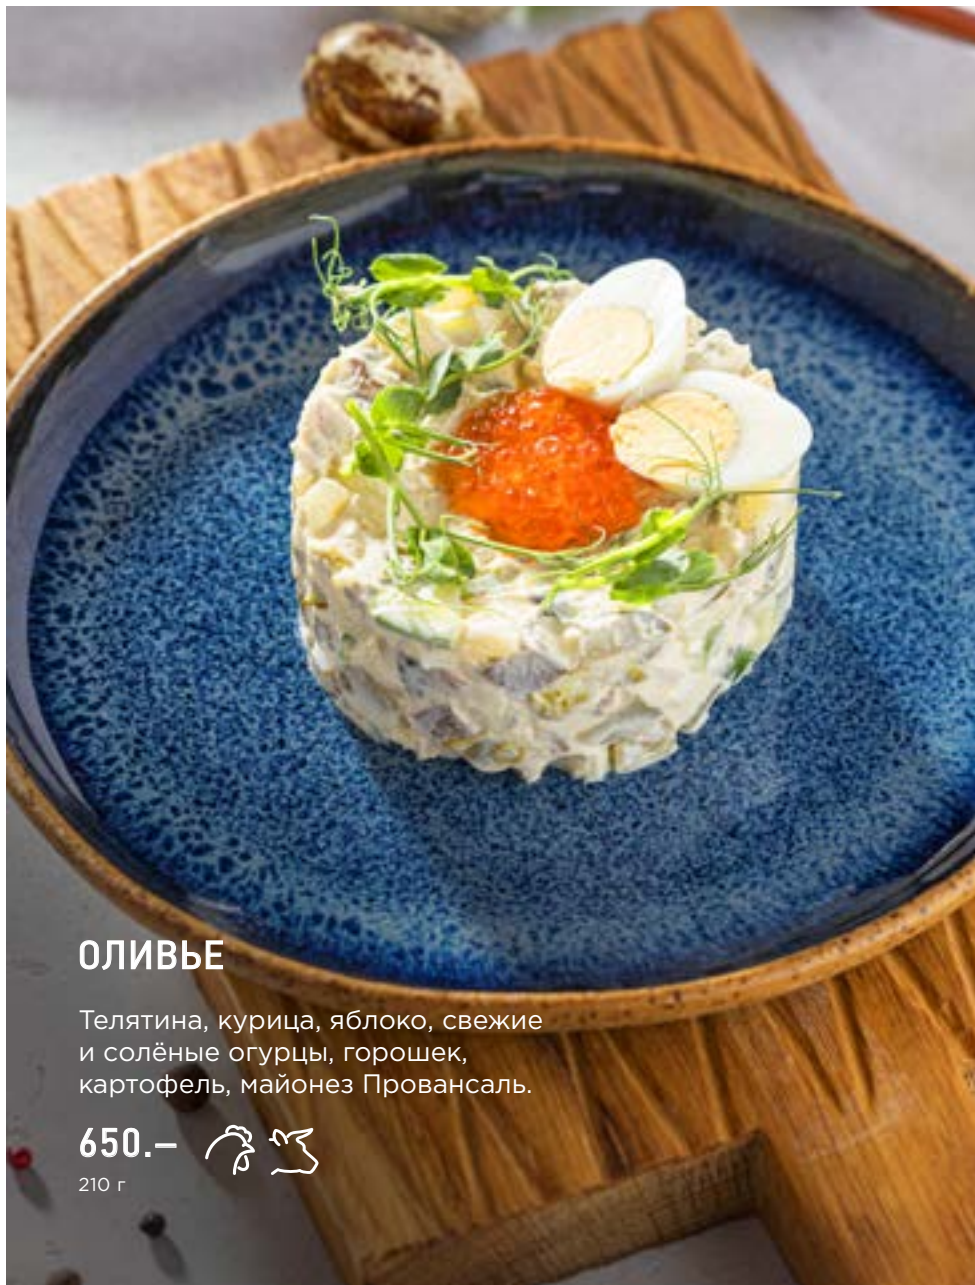 ОЛИВЬЕ
Телятина, курица, яблоко, свежие
и солёные огурцы, горошек,
картофель, майонез Провансаль.
650.–
210 г